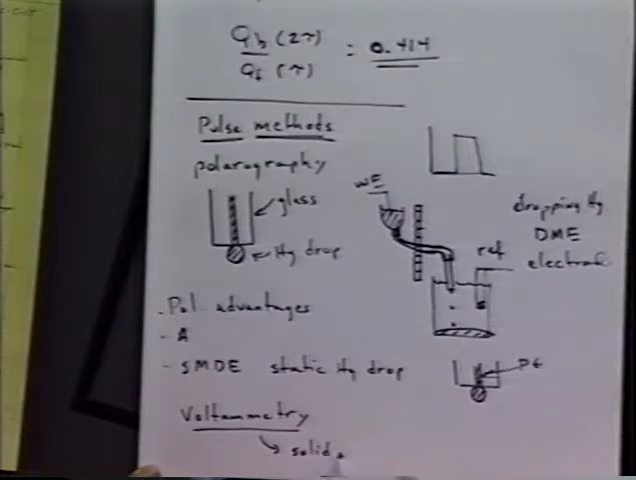 Qb (2τ) = 0.414
Qf (τ)
Pulse methods
polarography
glass
Hg drop
WE
dropping Hg
DME
electrod
ref
- Pol. advantages
- A
- SMDE static Hg drop
Pt
Voltammetry
↳ solid